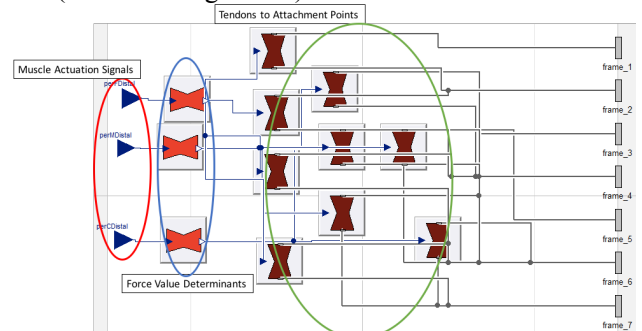 Tendons to Attachment Points
Muscle Actuation Signals
perMDistal
perCDistal
Force Value Determinants
frame_1
frame_2
frame_3
frame_4
frame_5
frame_6
frame_7